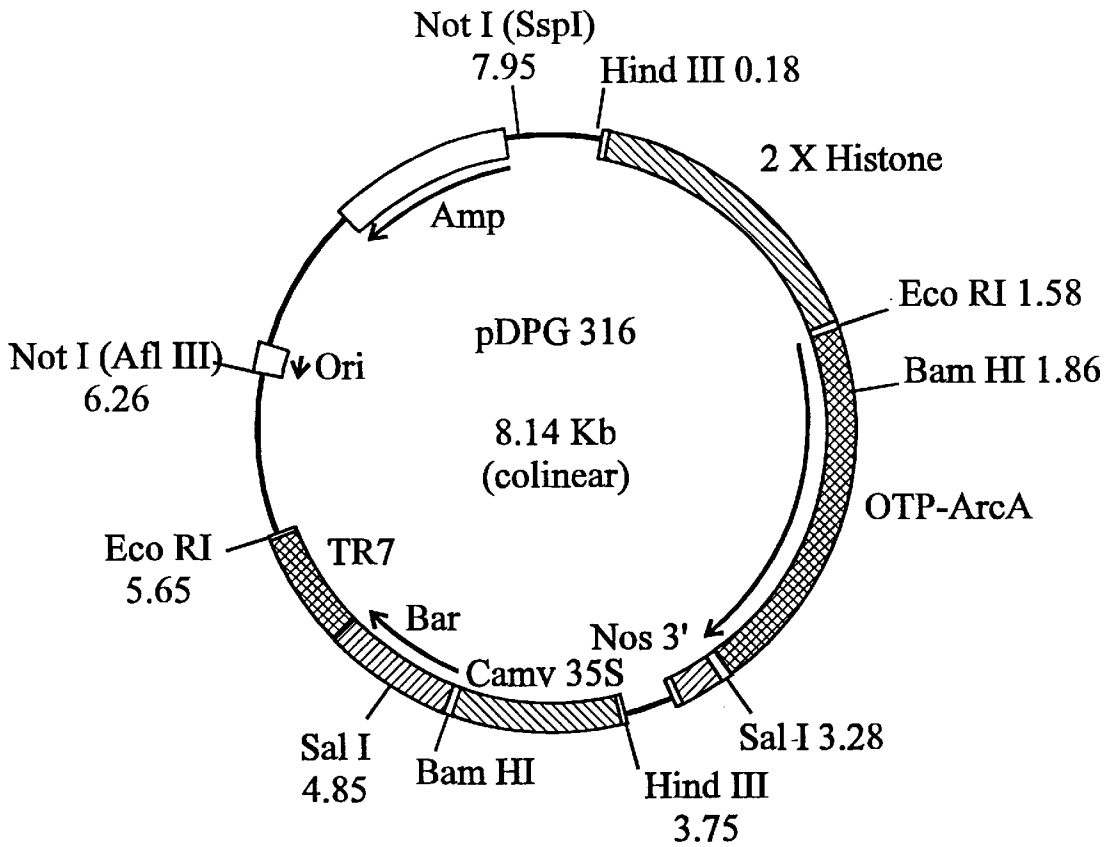 Not I (SspI)
7.95
Hind III 0.18
2 X Histone
Amp
Eco RI 1.58
pDPG 316
Not I (Afl III)
6.26
Ori
Bam HI 1.86
8.14 Kb
(colinear)
OTP-ArcA
Eco RI
5.65
TR7
Bar
Nos 3'
Camv 35S
Sal I
4.85
Bam HI
Sal I 3.28
Hind III
3.75